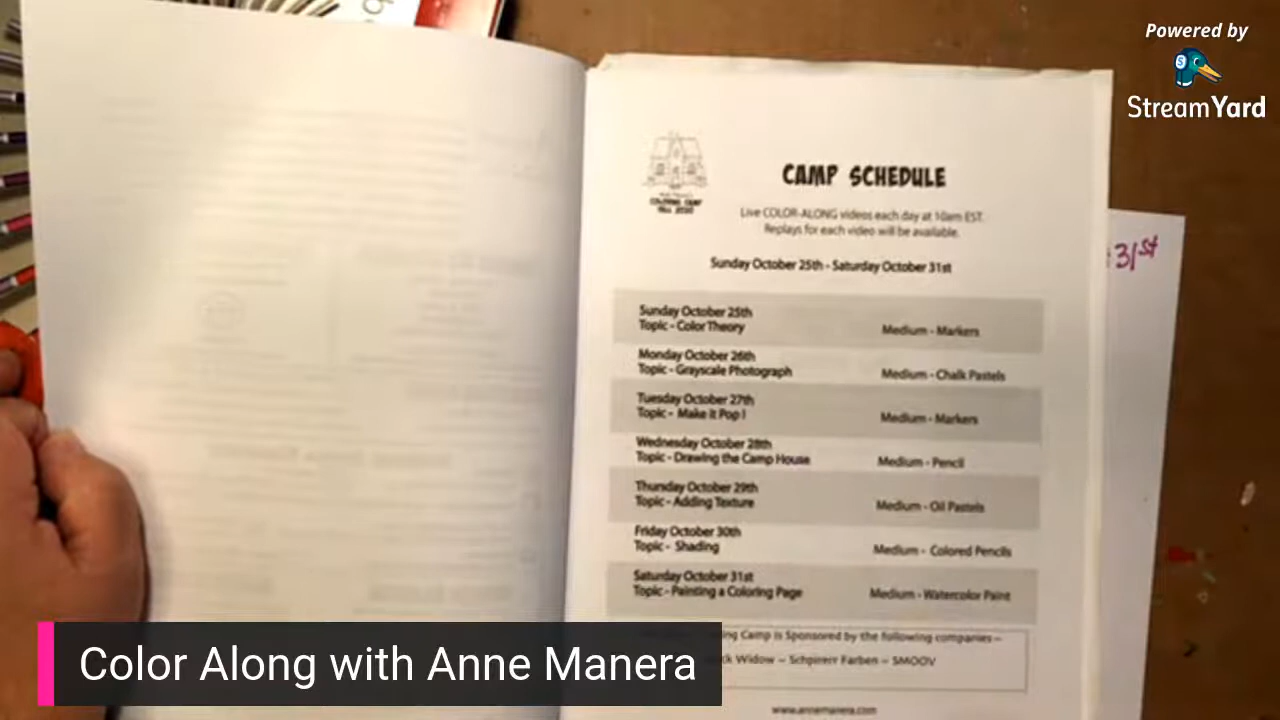 Powered by
StreamYard
CAMP SCHEDULE
COLORING CAMP
FALL 2020
Live COLOR-ALONG videos each day at 10am EST.
Replays for each video will be available.
31st
Sunday October 25th - Saturday October 31st
Sunday October 25th
Topic - Color Theory Medium - Markers
Monday October 26th
Topic - Grayscale Photograph Medium - Chalk Pastels
Tuesday October 27th
Topic - Make it Pop ! Medium - Markers
Wednesday October 28th
Topic - Drawing the Camp House Medium - Pencil
Thursday October 29th
Topic - Adding Texture Medium - Oil Pastels
Friday October 30th
Topic - Shading Medium - Colored Pencils
Saturday October 31st
Topic - Painting a Coloring Page Medium - Watercolor Paint
Camp is Sponsored by the following companies ~
Widow ~ Schpirerr Farben ~ SMOOV
www.annemanera.com
Color Along with Anne Manera